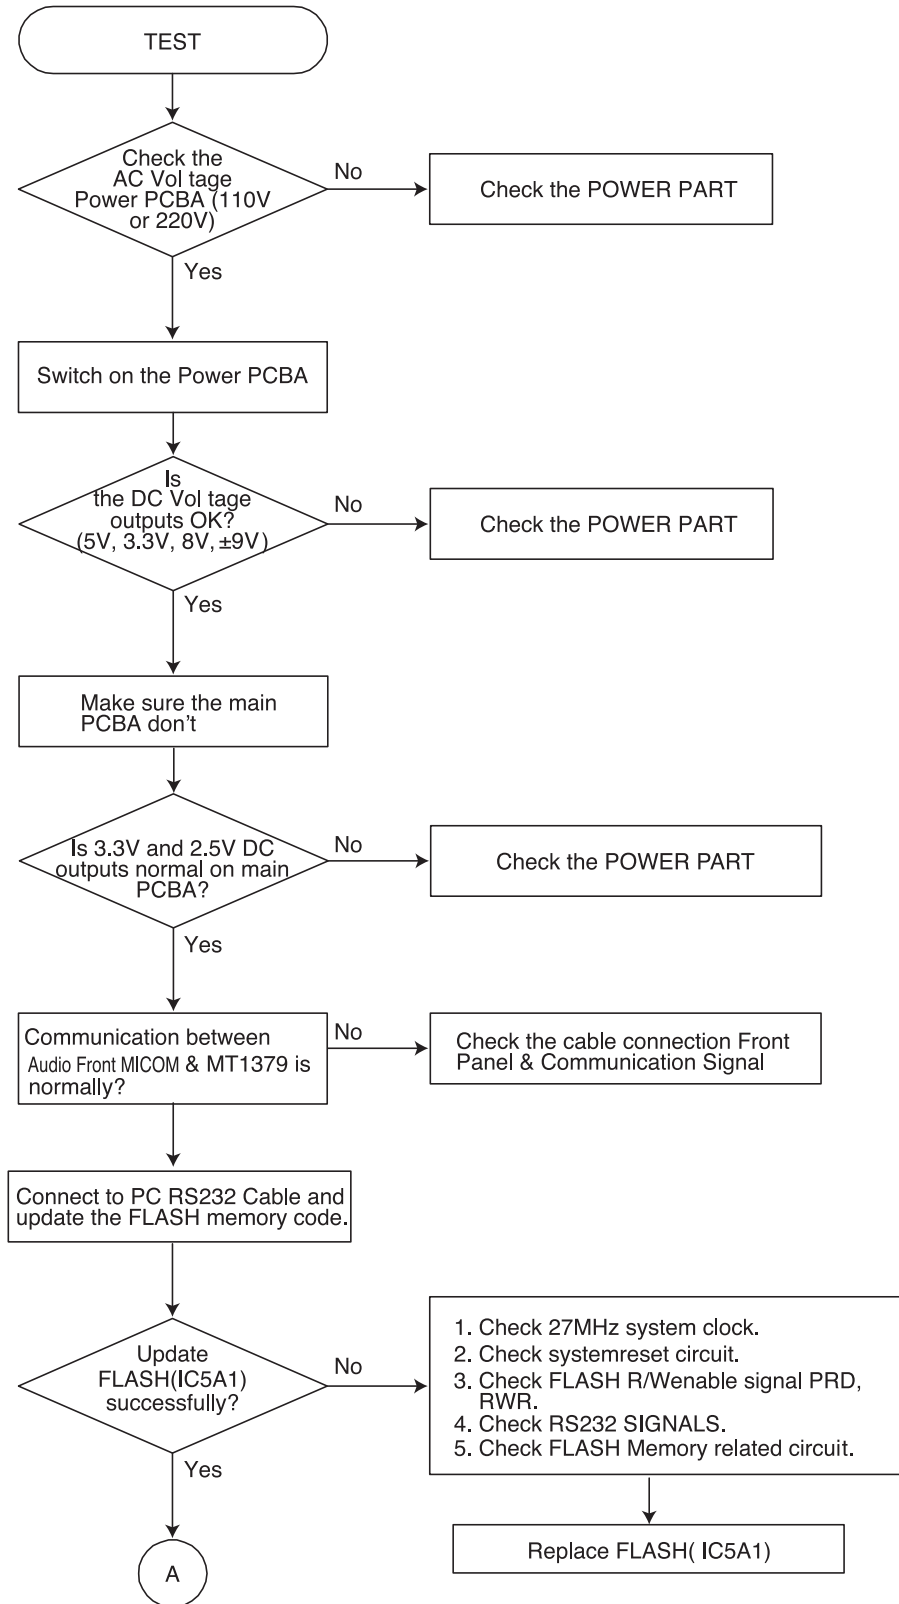 TEST
Check the
AC Vol tage
Power PCBA (110V
or 220V)
No
Check the POWER PART
Yes
Switch on the Power PCBA
Is
the DC Vol tage
outputs OK?
(5V, 3.3V, 8V, ±9V)
No
Check the POWER PART
Yes
Make sure the main
PCBA don't
Is 3.3V and 2.5V DC
outputs normal on main
PCBA?
No
Check the POWER PART
Yes
Communication between
Audio Front MICOM & MT1379 is
normally?
No
Check the cable connection Front
Panel & Communication Signal
Connect to PC RS232 Cable and
update the FLASH memory code.
Update
FLASH(IC5A1)
successfully?
No
1. Check 27MHz system clock.
2. Check systemreset circuit.
3. Check FLASH R/Wenable signal PRD,
RWR.
4. Check RS232 SIGNALS.
5. Check FLASH Memory related circuit.
Yes
Replace FLASH( IC5A1)
A